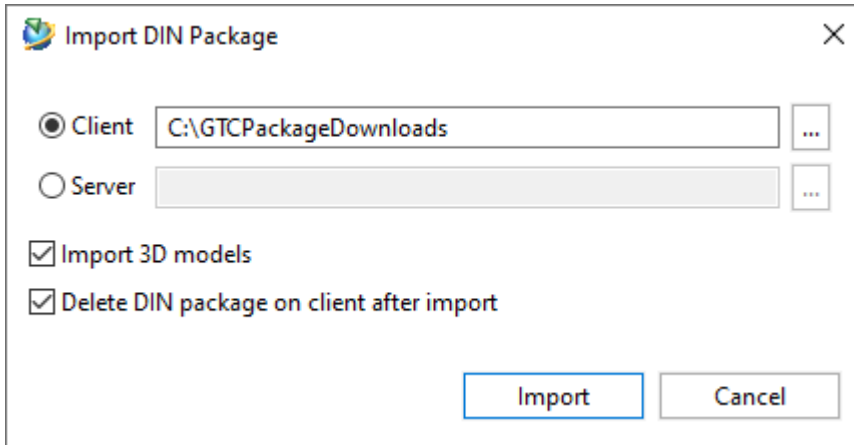 Import DIN Package
Client C:\GTCPackageDownloads ...
Server ...
Import 3D models
Delete DIN package on client after import
Import Cancel